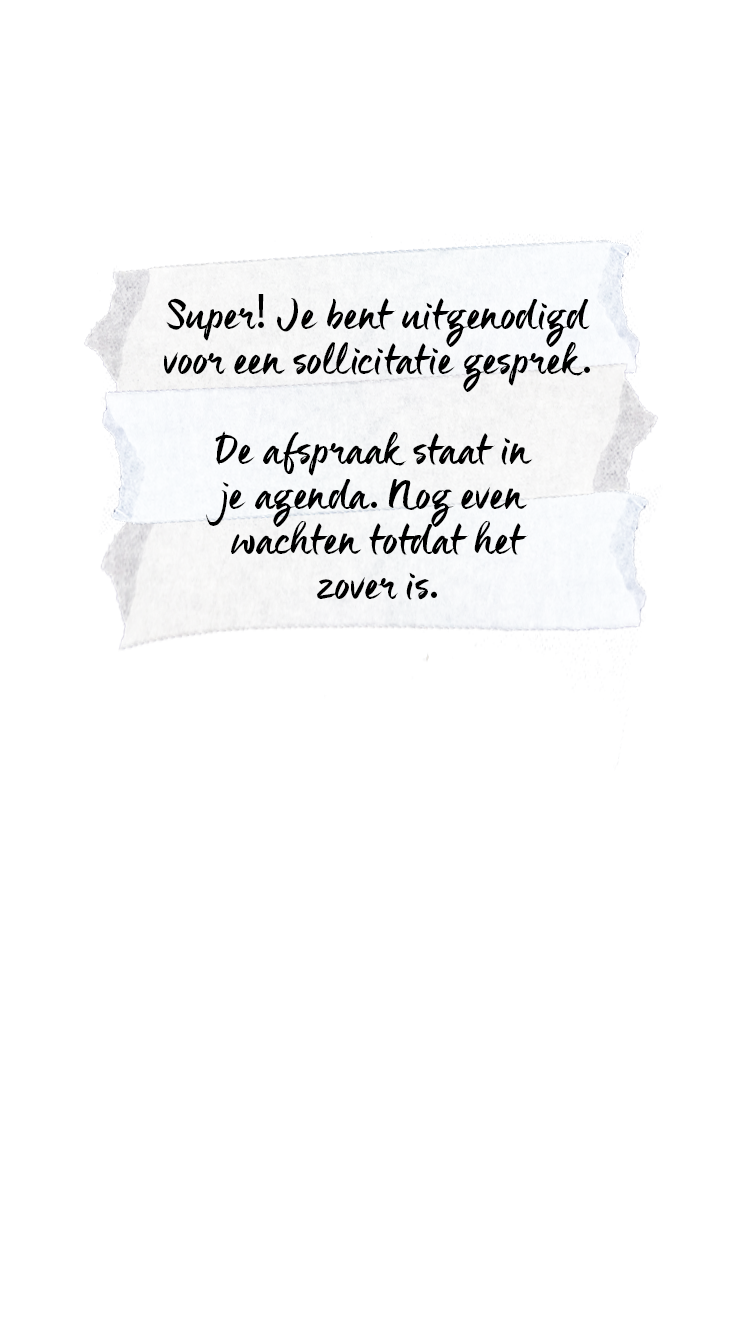 Super! Je bent uitgenodigd
voor een sollicitatie gesprek.
De afspraak staat in
je agenda. Nog even
wachten totdat het
zover is.